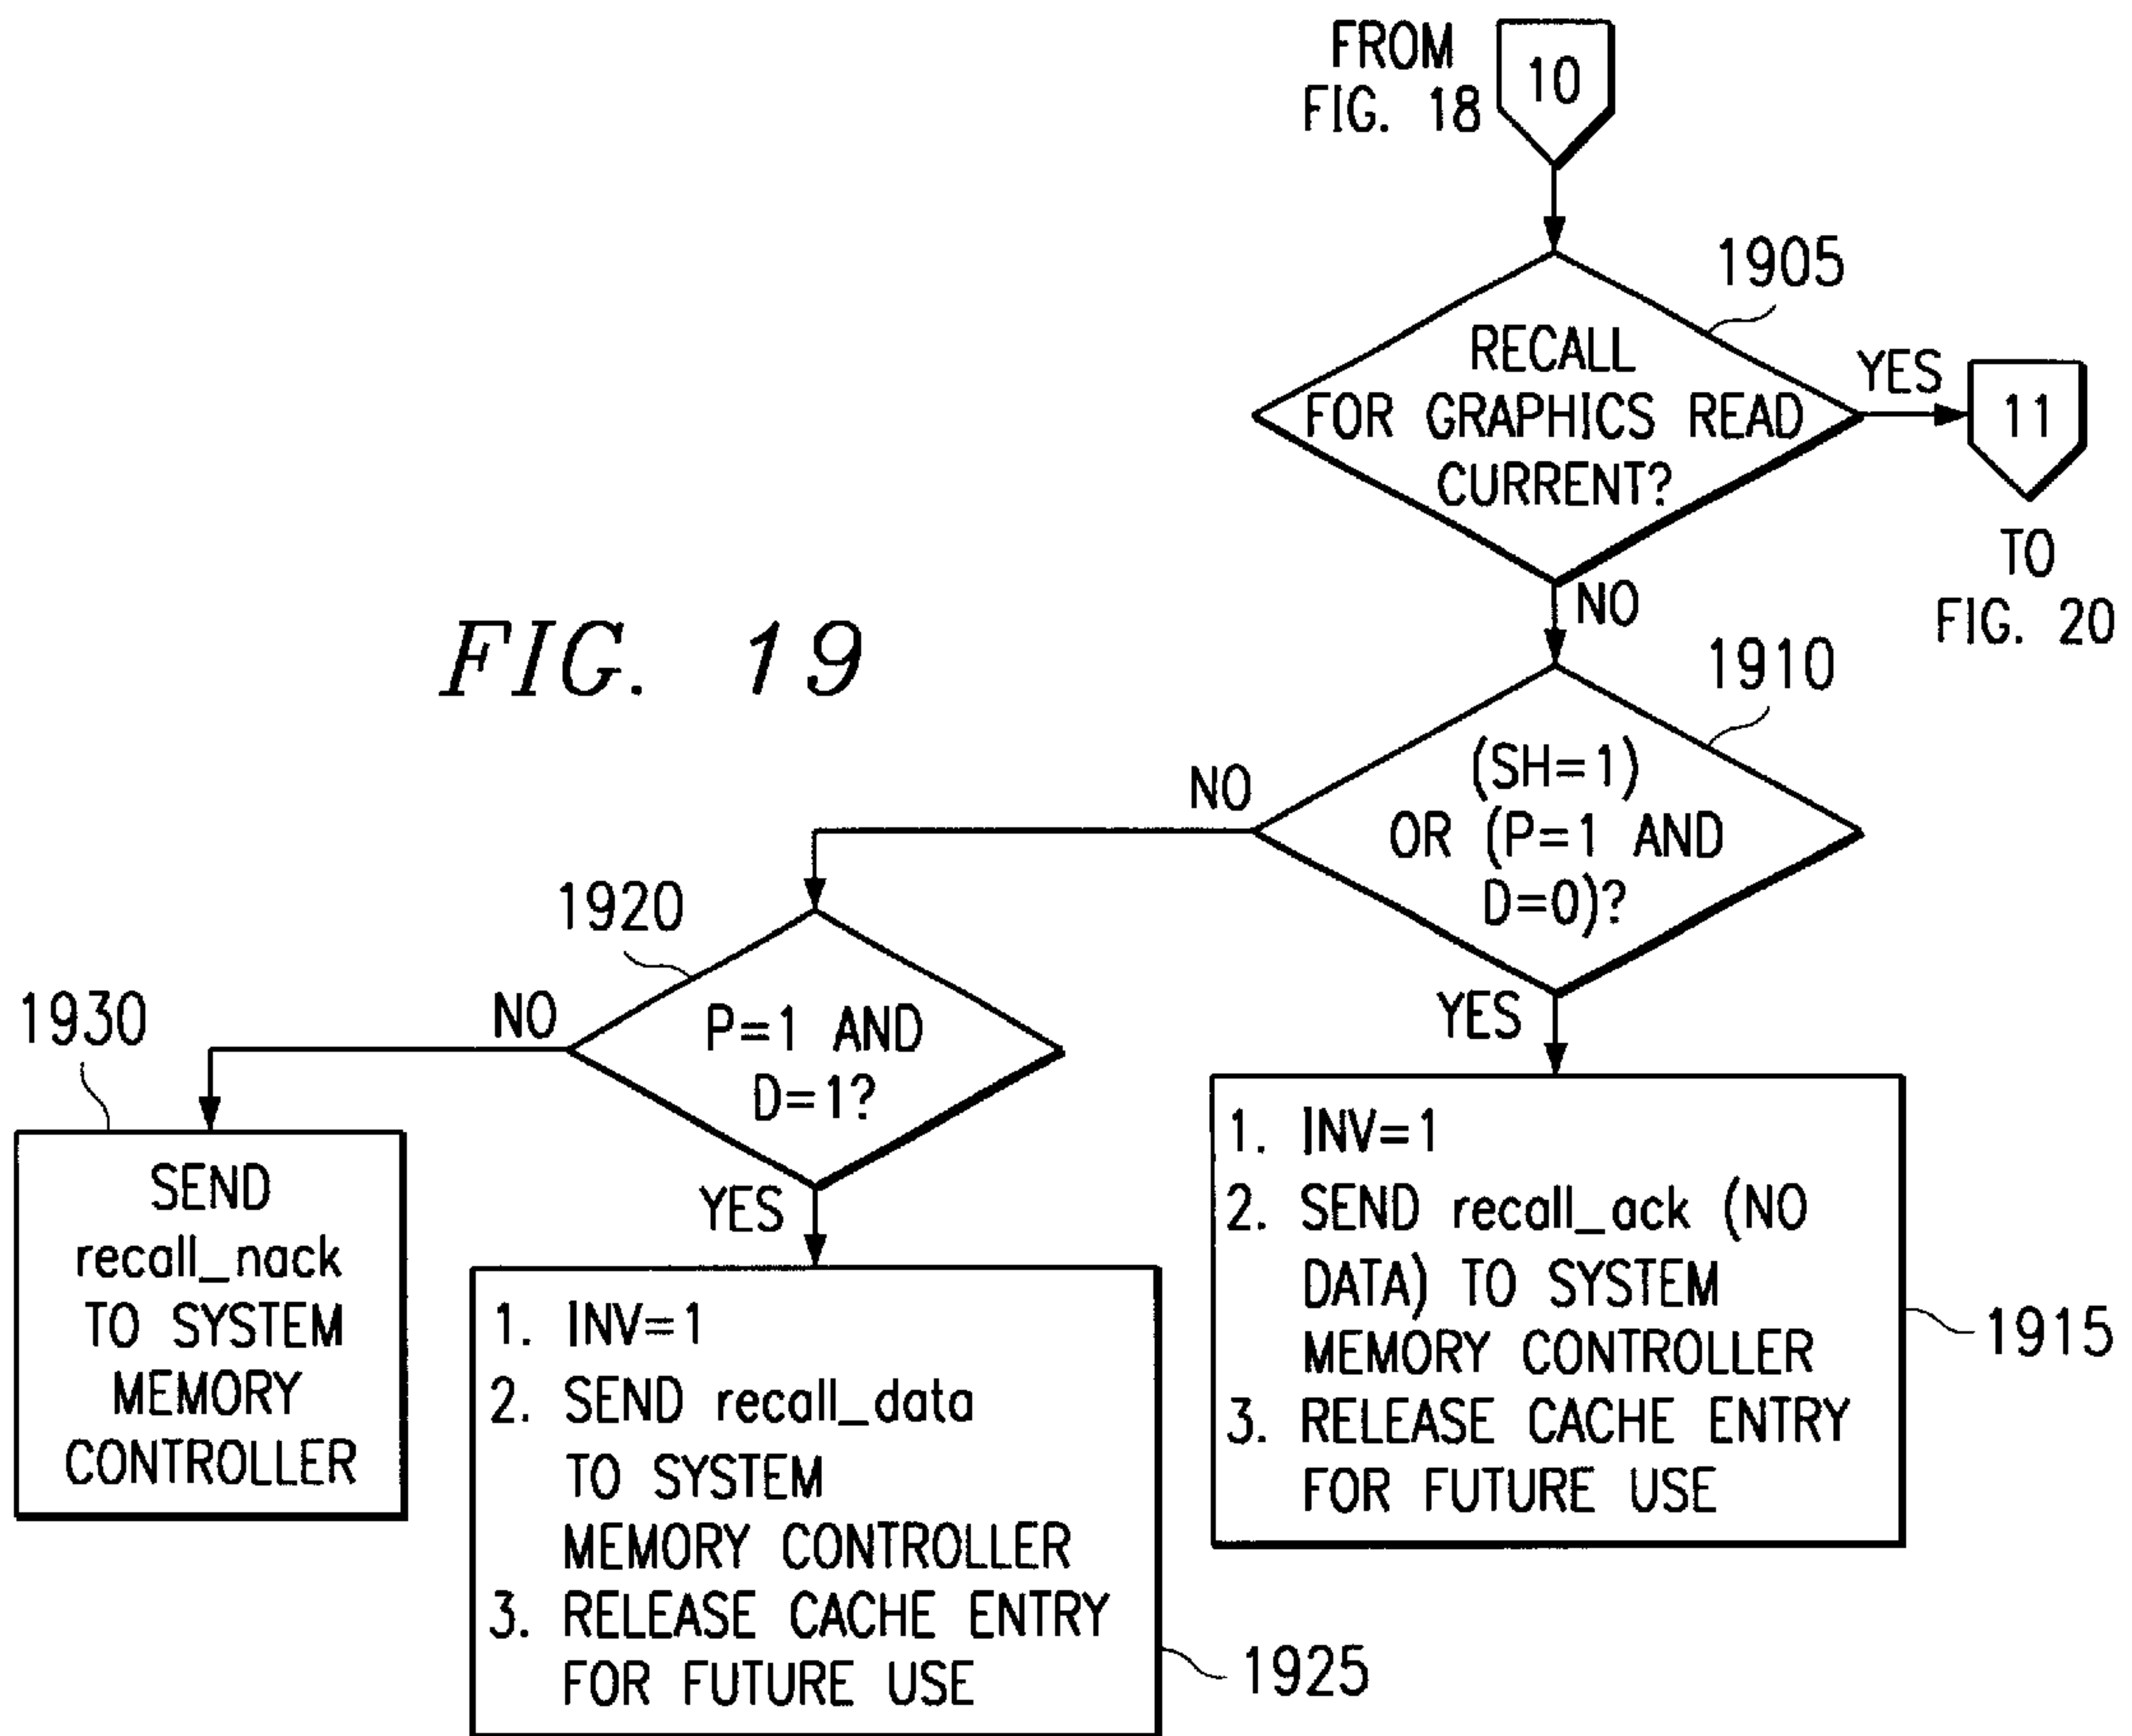 FROM
FIG. 18
10
1905
RECALL
FOR GRAPHICS READ
CURRENT?
YES
11
TO
FIG. 20
NO
FIG. 19
1910
(SH=1)
OR (P=1 AND
D=0)?
NO
YES
1920
P=1 AND
D=1?
NO
YES
1930
SEND
recall_nack
TO SYSTEM
MEMORY
CONTROLLER
1. INV=1
2. SEND recall_data
TO SYSTEM
MEMORY CONTROLLER
3. RELEASE CACHE ENTRY
FOR FUTURE USE
1925
1. INV=1
2. SEND recall_ack (NO
DATA) TO SYSTEM
MEMORY CONTROLLER
3. RELEASE CACHE ENTRY
FOR FUTURE USE
1915